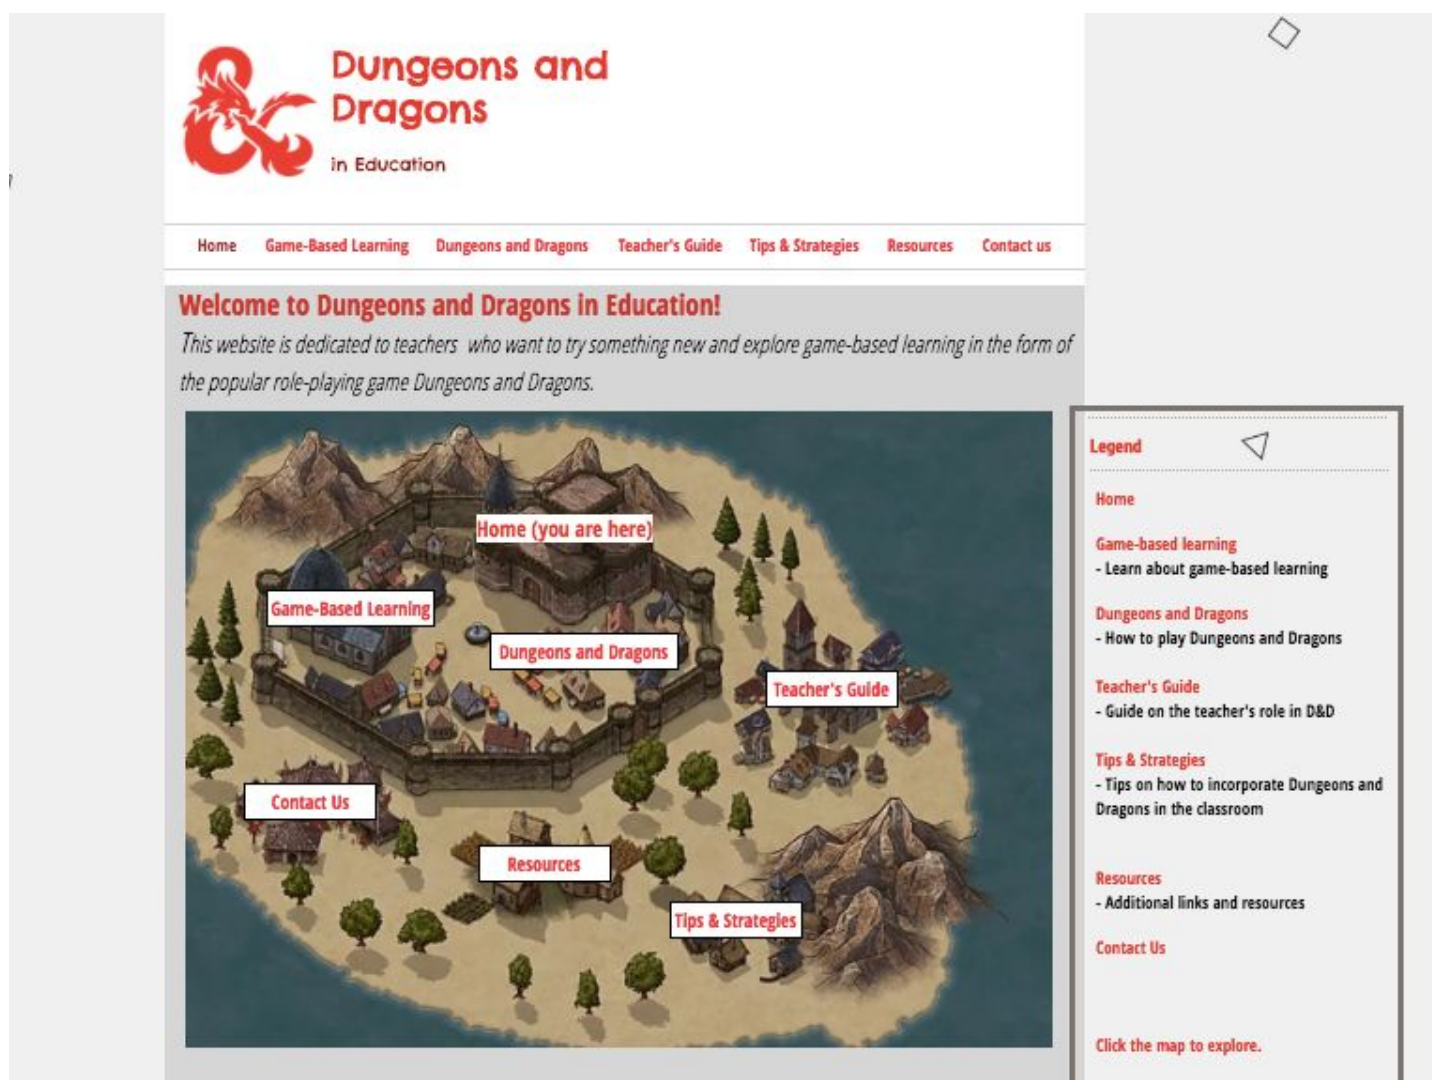 Dungeons and
Dragons
in Education
Home Game-Based Learning Dungeons and Dragons Teacher's Guide Tips & Strategies Resources Contact us
Welcome to Dungeons and Dragons in Education!
This website is dedicated to teachers who want to try something new and explore game-based learning in the form of
the popular role-playing game Dungeons and Dragons.
Home (you are here)
Game-Based Learning
Dungeons and Dragons
Teacher's Guide
Contact Us
Resources
Tips & Strategies
Legend
Home
Game-based learning
- Learn about game-based learning
Dungeons and Dragons
- How to play Dungeons and Dragons
Teacher's Guide
- Guide on the teacher's role in D&D
Tips & Strategies
- Tips on how to incorporate Dungeons and
Dragons in the classroom
Resources
- Additional links and resources
Contact Us
Click the map to explore.